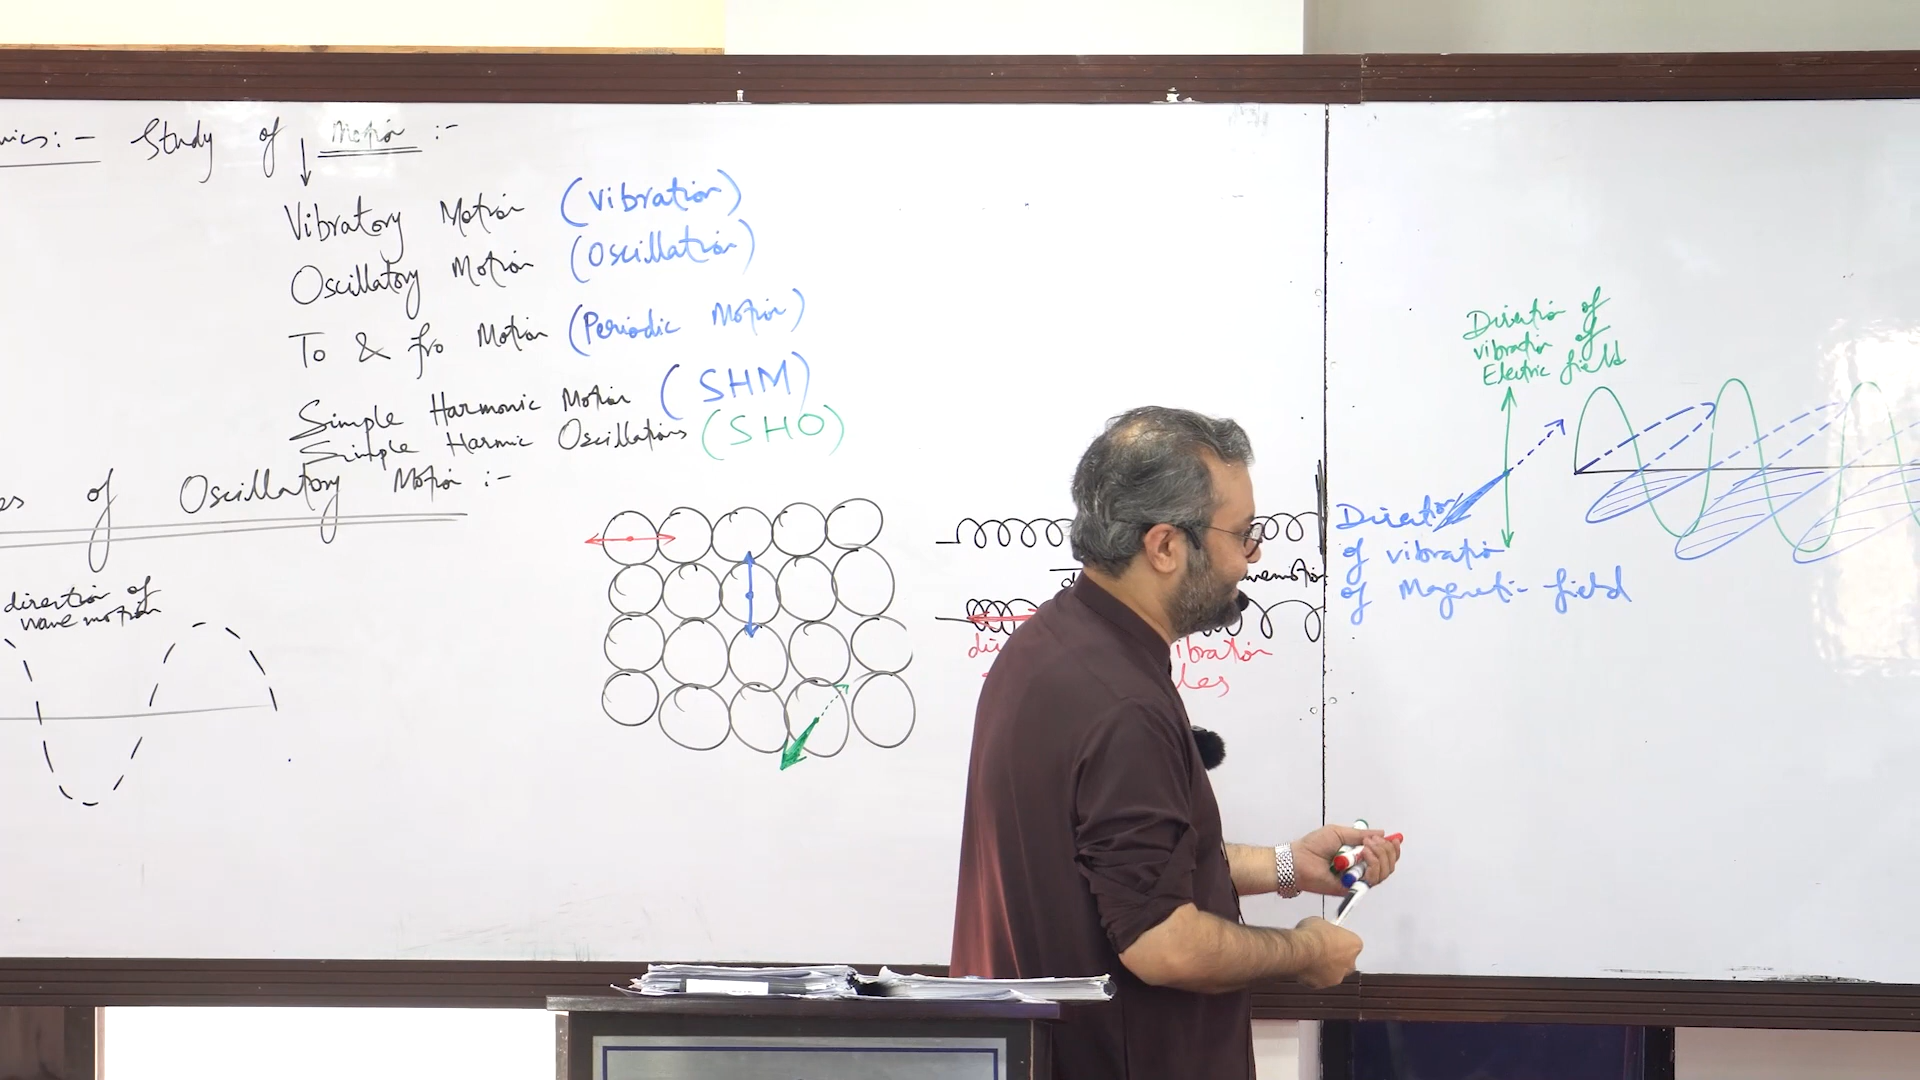 Study of Motion :-
Vibratory Motion (Vibration)
Oscillatory Motion (Oscillation)
To & fro Motion (Periodic Motion)
Simple Harmonic Motion (SHM)
Simple Harmic Oscillations (SHO)
of Oscillatory Motion :-
direction of
wave motion
vibration
Direction of
vibration of
Electric field
Direction
of vibration
of Magnetic field